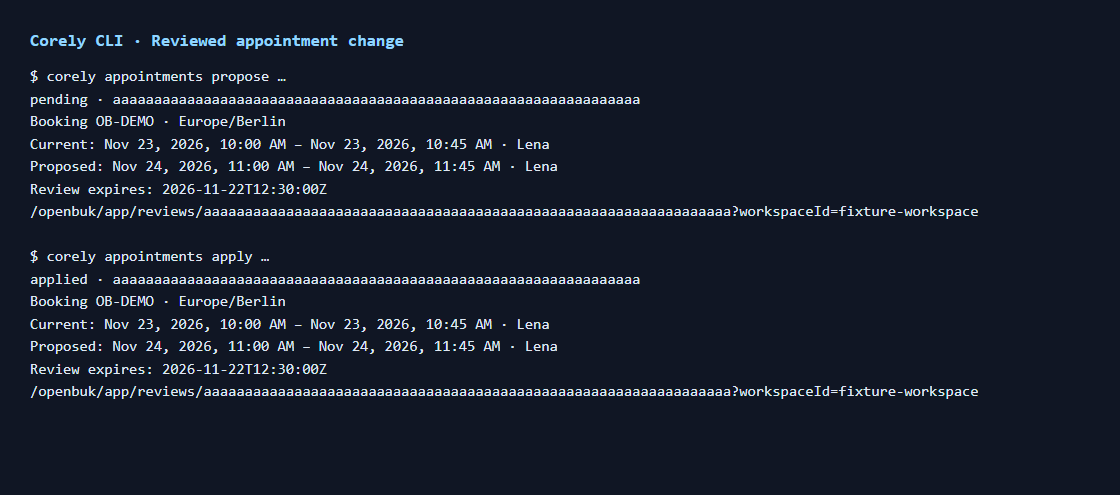 Corely CLI · Reviewed appointment change
$ corely appointments propose …
pending · aaaaaaaaaaaaaaaaaaaaaaaaaaaaaaaaaaaaaaaaaaaaaaaaaaaaaaaaaaaaaaaa
Booking OB-DEMO · Europe/Berlin
Current: Nov 23, 2026, 10:00 AM – Nov 23, 2026, 10:45 AM · Lena
Proposed: Nov 24, 2026, 11:00 AM – Nov 24, 2026, 11:45 AM · Lena
Review expires: 2026-11-22T12:30:00Z
/openbuk/app/reviews/aaaaaaaaaaaaaaaaaaaaaaaaaaaaaaaaaaaaaaaaaaaaaaaaaaaaaaaaaaaaaaaa?workspaceId=fixture-workspace
$ corely appointments apply …
applied · aaaaaaaaaaaaaaaaaaaaaaaaaaaaaaaaaaaaaaaaaaaaaaaaaaaaaaaaaaaaaaaa
Booking OB-DEMO · Europe/Berlin
Current: Nov 23, 2026, 10:00 AM – Nov 23, 2026, 10:45 AM · Lena
Proposed: Nov 24, 2026, 11:00 AM – Nov 24, 2026, 11:45 AM · Lena
Review expires: 2026-11-22T12:30:00Z
/openbuk/app/reviews/aaaaaaaaaaaaaaaaaaaaaaaaaaaaaaaaaaaaaaaaaaaaaaaaaaaaaaaaaaaaaaaa?workspaceId=fixture-workspace